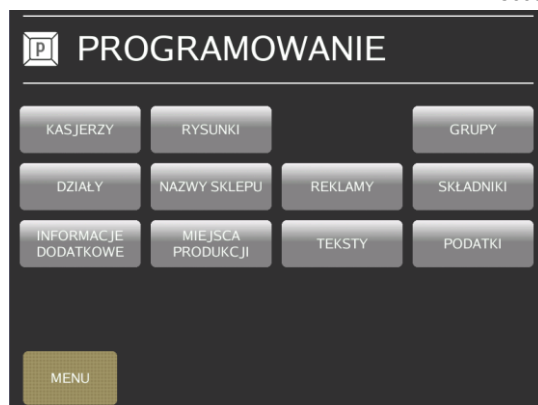 P PROGRAMOWANIE
KASJERZY RYSUNKI GRUPY
DZIAŁY NAZWY SKLEPU REKLAMY SKŁADNIKI
INFORMACJE DODATKOWE MIEJSCA PRODUKCJI TEKSTY PODATKI
MENU